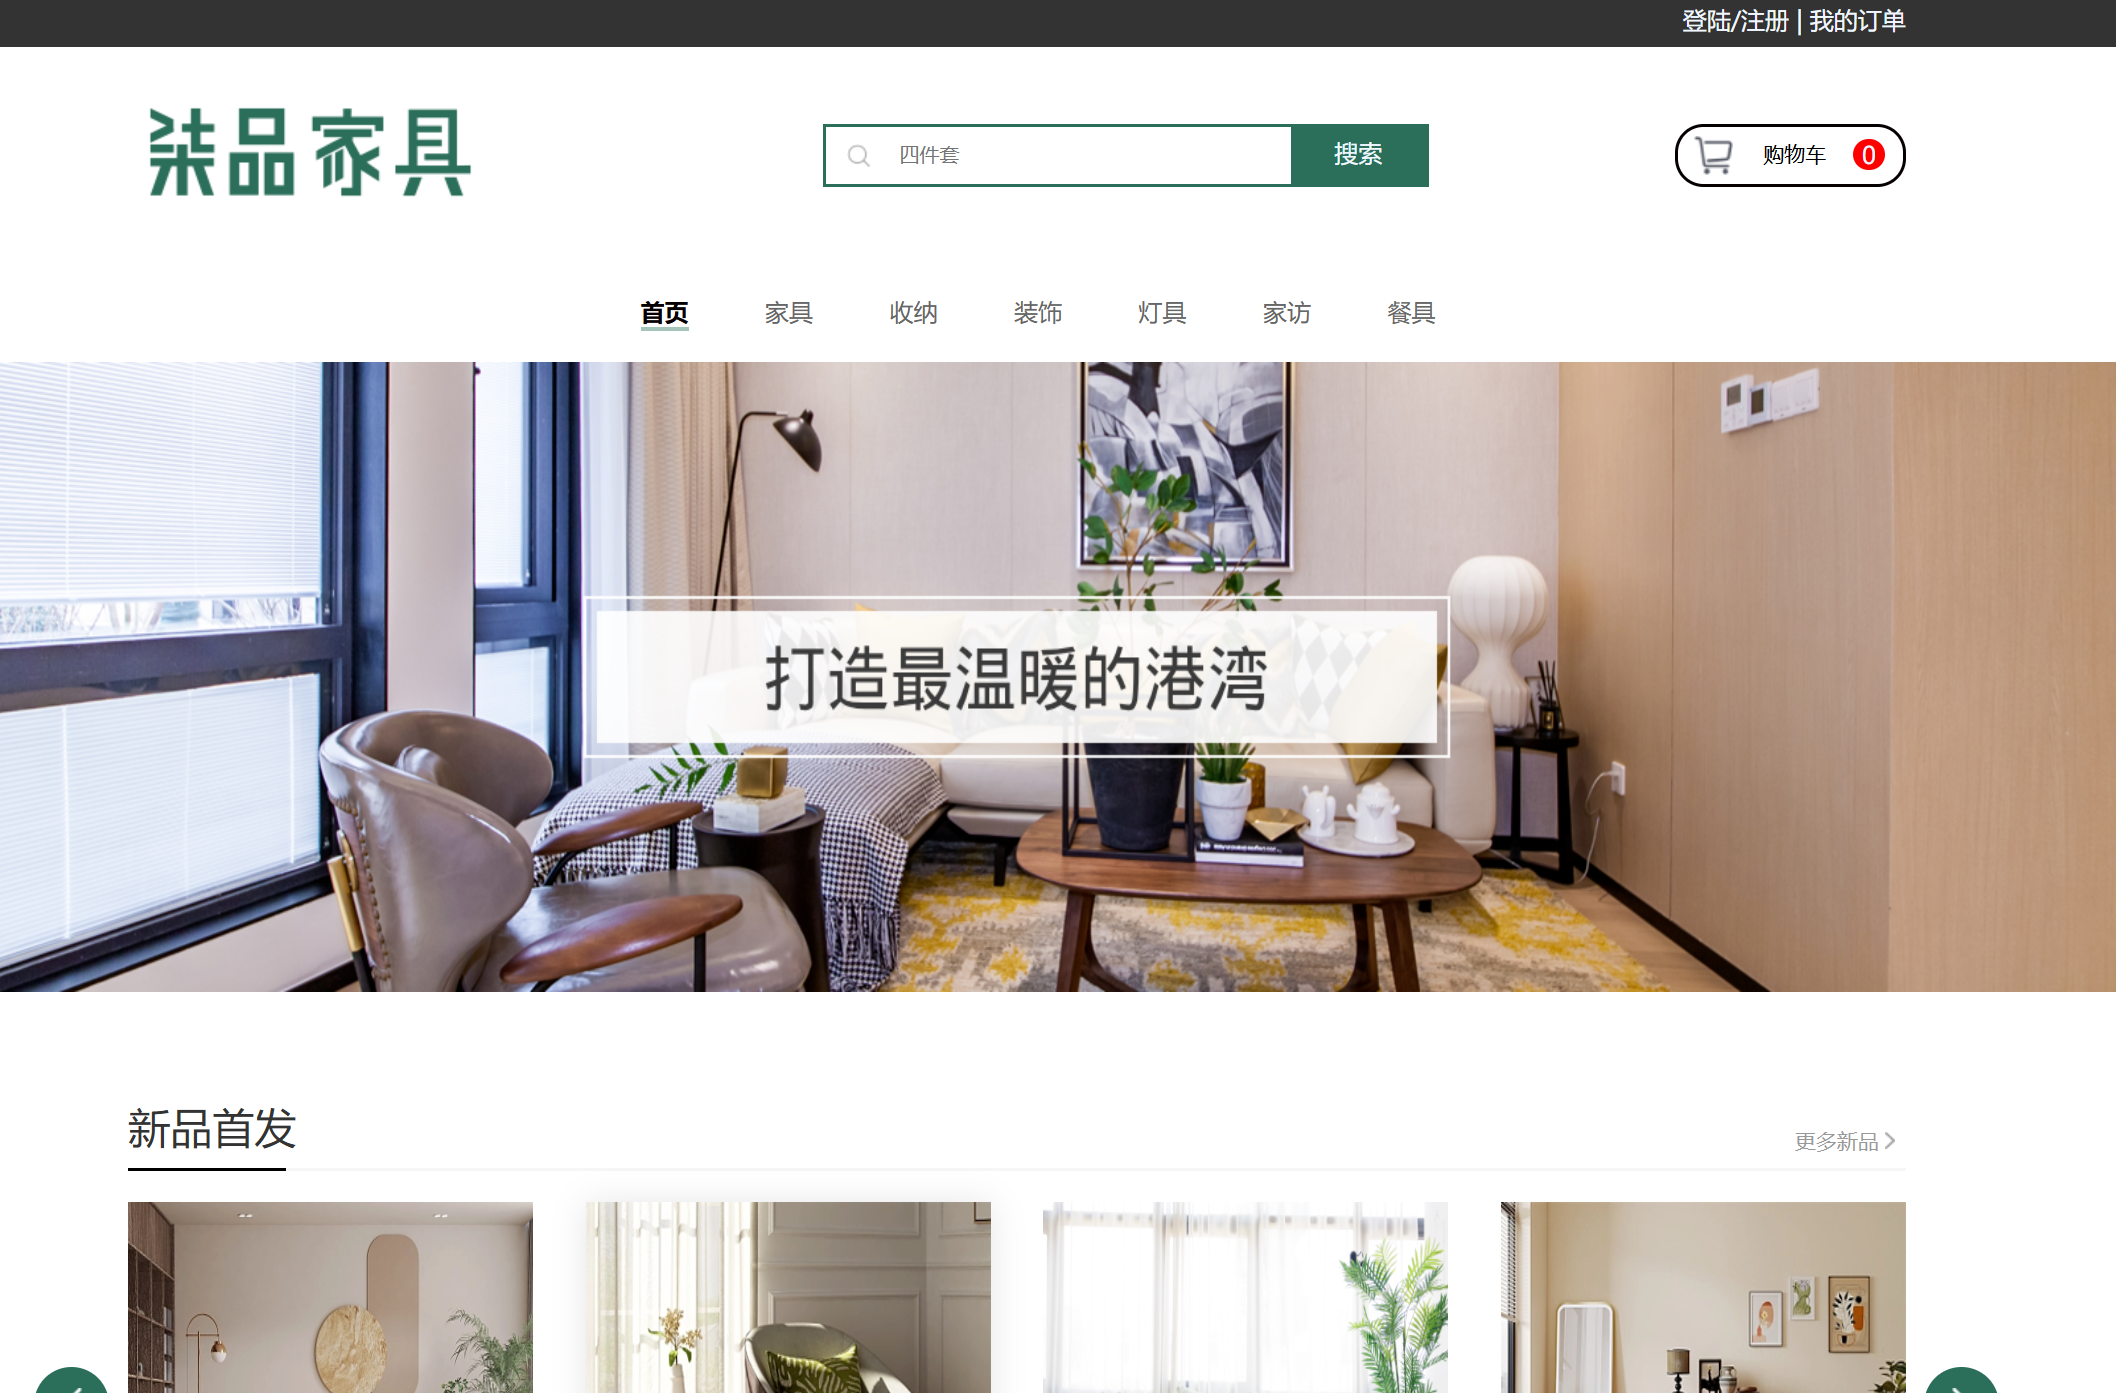 登陆/注册 | 我的订单
柒品家具
四件套
搜索
购物车 0
首页 家具 收纳 装饰 灯具 家访 餐具
打造最温暖的港湾
新品首发
更多新品